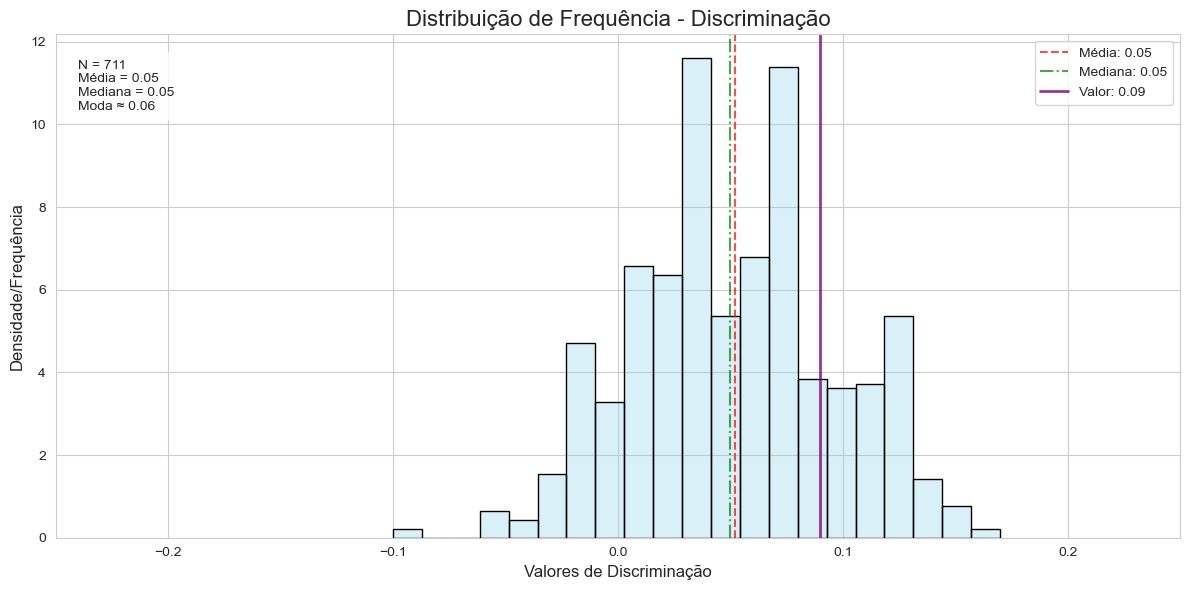 Distribuição de Frequência - Discriminação
N = 711
Média = 0.05
Mediana = 0.05
Moda ≈ 0.06
Média: 0.05
Mediana: 0.05
Valor: 0.09
Densidade/Frequência
12
10
8
6
4
2
0
−0.2
−0.1
0.0
0.1
0.2
Valores de Discriminação